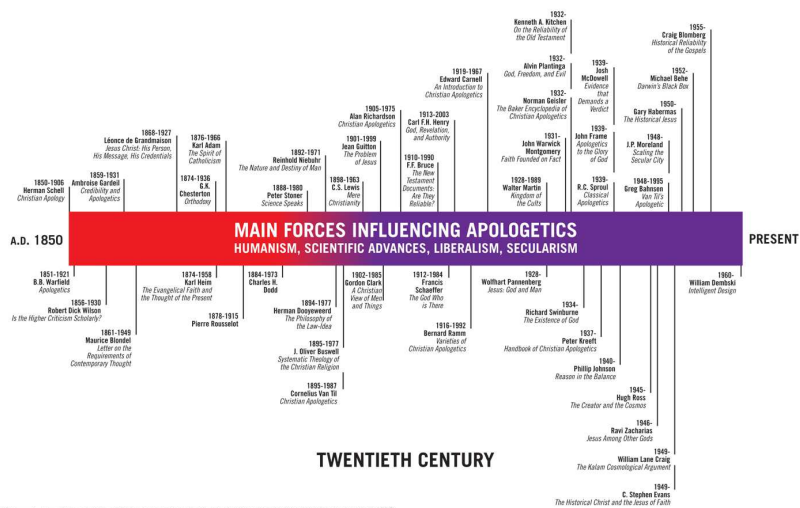 1932-
Kenneth A. Kitchen
On the Reliability of
the Old Testament
1955-
Craig Blomberg
Historical Reliability
of the Gospels
1919-1967
Edward Carnell
An Introduction to
Christian Apologetics
1932-
Alvin Plantinga
God, Freedom, and Evil
1939-
Josh
McDowell
Evidence
that
Demands a
Verdict
1952-
Michael Behe
Darwin's Black Box
1932-
Norman Geisler
The Baker Encyclopedia of
Christian Apologetics
1950-
Gary Habermas
The Historical Jesus
1905-1975
Alan Richardson
Christian Apologetics
1913-2003
Carl F.H. Henry
God, Revelation,
and Authority
1868-1927
Léonce de Grandmaison
Jesus Christ: His Person,
His Message, His Credentials
1876-1966
Karl Adam
The Spirit of
Catholicism
1901-1999
Jean Guitton
The Problem
of Jesus
1931-
John Warwick
Montgomery
Faith Founded on Fact
1939-
John Frame
Apologetics
to the Glory
of God
1948-
J.P. Moreland
Scaling the
Secular City
1892-1971
Reinhold Niebuhr
The Nature and Destiny of Man
1910-1990
F.F. Bruce
The New
Testament
Documents:
Are They
Reliable?
1850-1906
Herman Schell
Christian Apology
1859-1931
Ambroise Gardeil
Credibility and
Apologetics
1874-1936
G.K.
Chesterton
Orthodoxy
1888-1980
Peter Stoner
Science Speaks
1898-1963
C.S. Lewis
Mere
Christianity
1928-1989
Walter Martin
Kingdom of
the Cults
1939-
R.C. Sproul
Classical
Apologetics
1948-1995
Greg Bahnsen
Van Til's
Apologetic
A.D. 1850
MAIN FORCES INFLUENCING APOLOGETICS
HUMANISM, SCIENTIFIC ADVANCES, LIBERALISM, SECULARISM
PRESENT
1851-1921
B.B. Warfield
Apologetics
1874-1958
Karl Heim
The Evangelical Faith and
the Thought of the Present
1884-1973
Charles H.
Dodd
1902-1985
Gordon Clark
A Christian
View of Men
and Things
1912-1984
Francis
Schaeffer
The God Who
is There
1928-
Wolfhart Pannenberg
Jesus: God and Man
1960-
William Dembski
Intelligent Design
1856-1930
Robert Dick Wilson
Is the Higher Criticism Scholarly?
1894-1977
Herman Dooyeweerd
The Philosophy of
the Law-Idea
1934-
Richard Swinburne
The Existence of God
1878-1915
Pierre Rousselot
1916-1992
Bernard Ramm
Varieties of
Christian Apologetics
1861-1949
Maurice Blondel
Letter on the
Requirements of
Contemporary Thought
1937-
Peter Kreeft
Handbook of Christian Apologetics
1895-1977
J. Oliver Buswell
Systematic Theology of
the Christian Religion
1940-
Phillip Johnson
Reason in the Balance
1895-1987
Cornelius Van Til
Christian Apologetics
1945-
Hugh Ross
The Creator and the Cosmos
1946-
Ravi Zacharias
Jesus Among Other Gods
TWENTIETH CENTURY
1949-
William Lane Craig
The Kalam Cosmological Argument
1949-
C. Stephen Evans
The Historical Christ and the Jesus of Faith